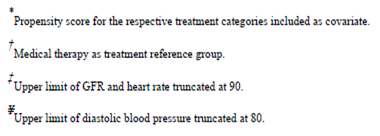 *Propensity score for the respective treatment categories included as covariate.
†Medical therapy as treatment reference group.
‡Upper limit of GFR and heart rate truncated at 90.
¥Upper limit of diastolic blood pressure truncated at 80.